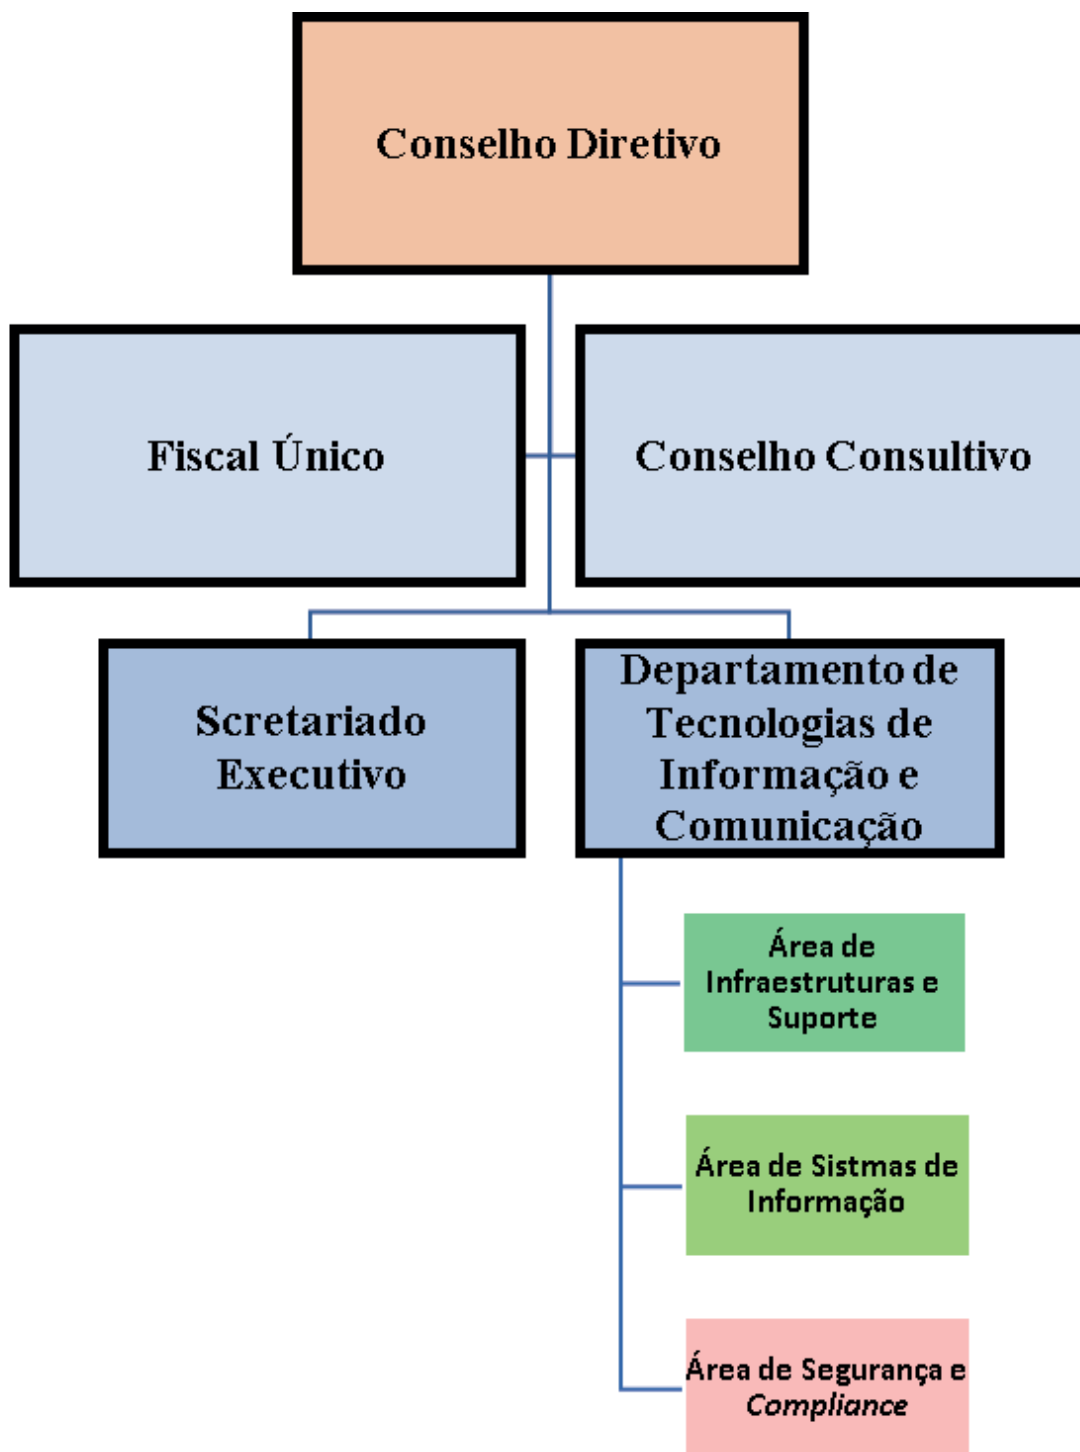 Conselho Diretivo
Fiscal Único
Conselho Consultivo
Scretariado
Executivo
Departamento de
Tecnologias de
Informação e
Comunicação
Área de
Infraestruturas e
Suporte
Área de Sistmas de
Informação
Área de Segurança e
Compliance